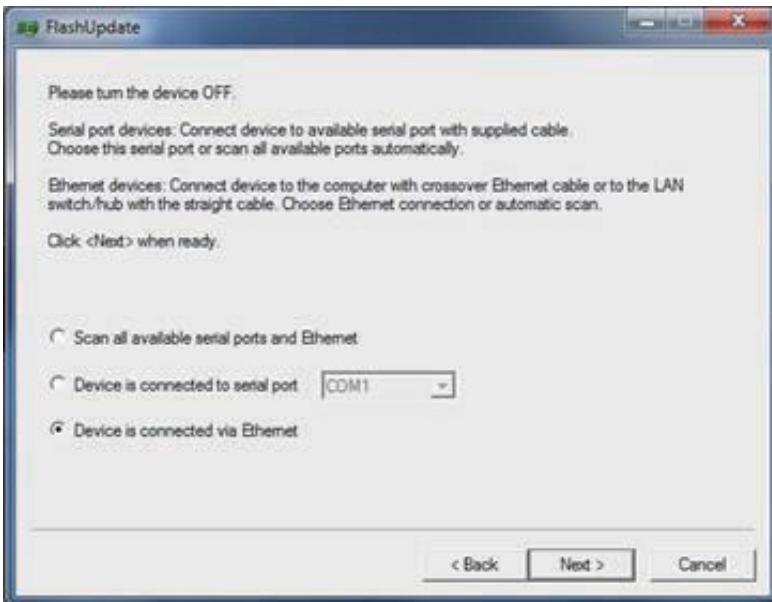 FlashUpdate
Please turn the device OFF.
Serial port devices: Connect device to available serial port with supplied cable.
Choose this serial port or scan all available ports automatically.
Ethernet devices: Connect device to the computer with crossover Ethernet cable or to the LAN
switch/hub with the straight cable. Choose Ethernet connection or automatic scan.
Click <Next> when ready.
Scan all available serial ports and Ethernet
Device is connected to serial port COM1
Device is connected via Ethernet
< Back Next > Cancel